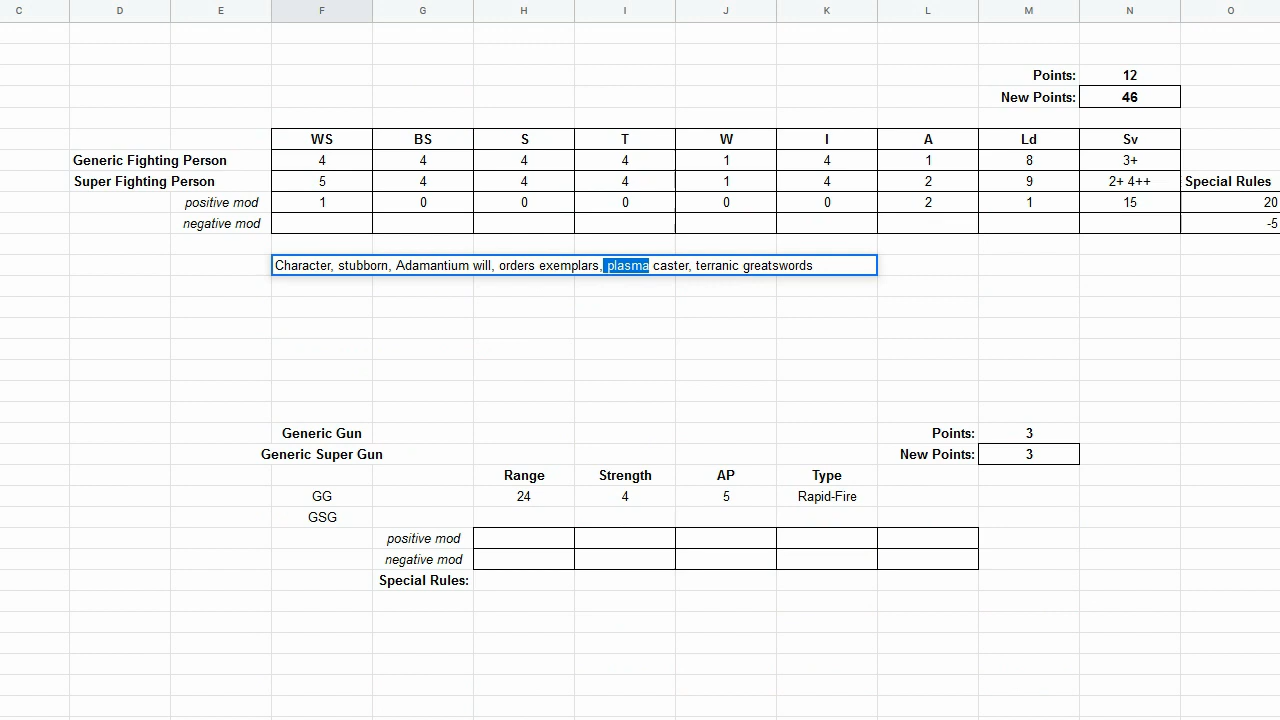 C D E F G H I J K L M N O
Points: 12
New Points: 46
WS BS S T W I A Ld Sv
Generic Fighting Person 4 4 4 4 1 4 1 8 3+
Super Fighting Person 5 4 4 4 1 4 2 9 2+ 4++ Special Rules
positive mod 1 0 0 0 0 0 2 1 15 20
negative mod -5
Character, stubborn, Adamantium will, orders exemplars, plasma caster, terranic greatswords
Generic Gun Points: 3
Generic Super Gun New Points: 3
Range Strength AP Type
GG 24 4 5 Rapid-Fire
GSG
positive mod
negative mod
Special Rules: